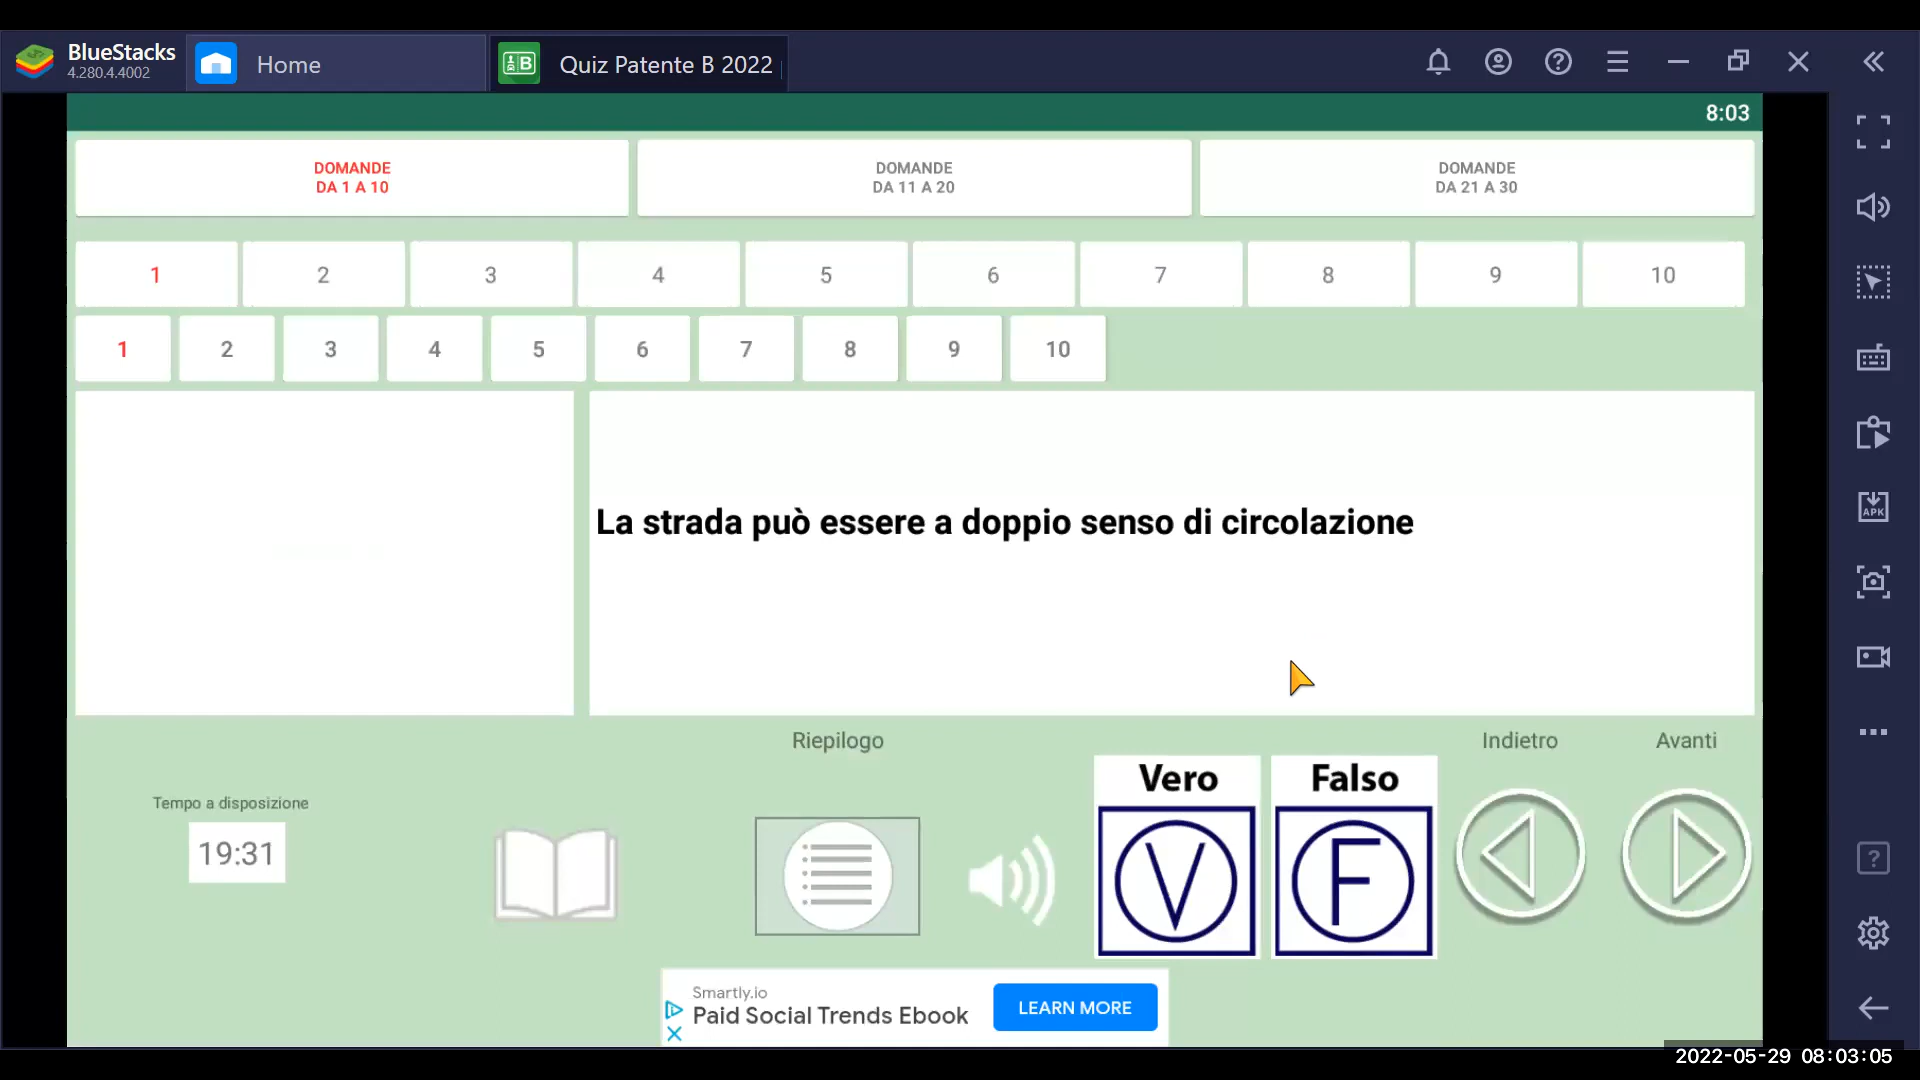 BlueStacks
4.280.4.4002
Home
Quiz Patente B 2022
8:03
DOMANDE
DA 1 A 10
DOMANDE
DA 11 A 20
DOMANDE
DA 21 A 30
1 2 3 4 5 6 7 8 9 10
1 2 3 4 5 6 7 8 9 10
La strada può essere a doppio senso di circolazione
Riepilogo
Indietro
Avanti
Vero
Falso
V
F
Tempo a disposizione
19:31
Smartly.io
Paid Social Trends Ebook
LEARN MORE
APK
2022-05-29 08:03:05